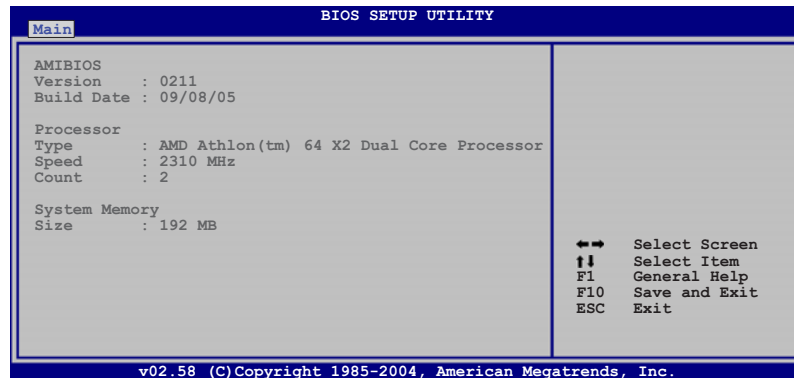 BIOS SETUP UTILITY
Main
AMIBIOS
Version : 0211
Build Date : 09/08/05
Processor
Type : AMD Athlon(tm) 64 X2 Dual Core Processor
Speed : 2310 MHz
Count : 2
System Memory
Size : 192 MB
←→ Select Screen
↑↓ Select Item
F1 General Help
F10 Save and Exit
ESC Exit
v02.58 (C)Copyright 1985-2004, American Megatrends, Inc.